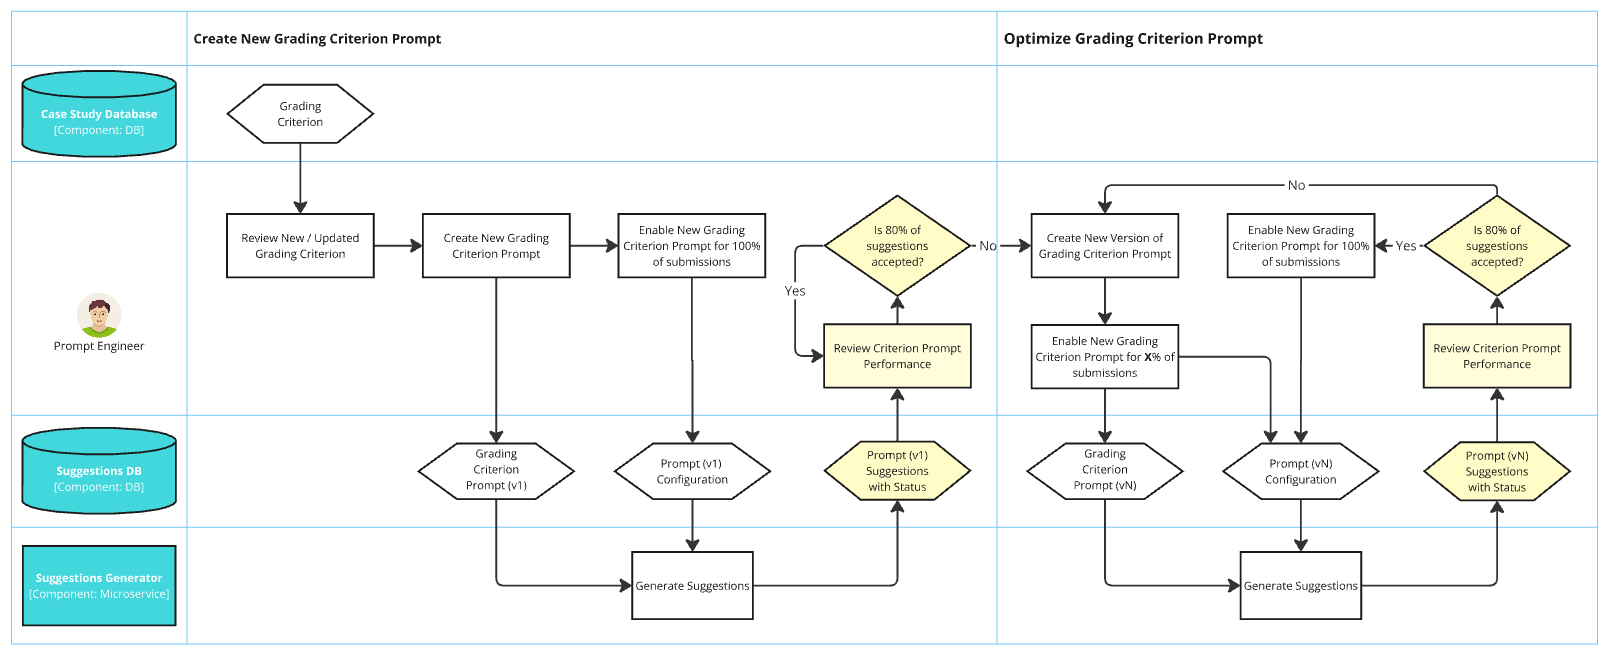 Create New Grading Criterion Prompt
Optimize Grading Criterion Prompt
Case Study Database
[Component: DB]
Grading
Criterion
Prompt Engineer
Review New / Updated
Grading Criterion
Create New Grading
Criterion Prompt
Enable New Grading
Criterion Prompt for 100%
of submissions
Is 80% of
suggestions
accepted?
No
Yes
Review Criterion Prompt
Performance
No
Create New Version of
Grading Criterion Prompt
Enable New Grading
Criterion Prompt for X% of
submissions
Enable New Grading
Criterion Prompt for 100%
of submissions
Yes
Is 80% of
suggestions
accepted?
Review Criterion Prompt
Performance
Suggestions DB
[Component: DB]
Grading
Criterion
Prompt (v1)
Prompt (v1)
Configuration
Prompt (v1)
Suggestions
with Status
Grading
Criterion
Prompt (vN)
Prompt (vN)
Configuration
Prompt (vN)
Suggestions
with Status
Suggestions Generator
[Component: Microservice]
Generate Suggestions
Generate Suggestions